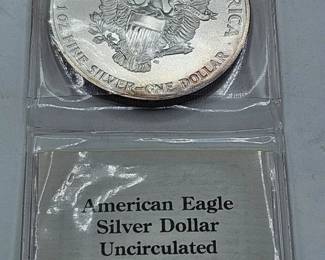 1 OZ. FINE SILVER~ONE DOLLAR
American Eagle
Silver Dollar
Uncirculated